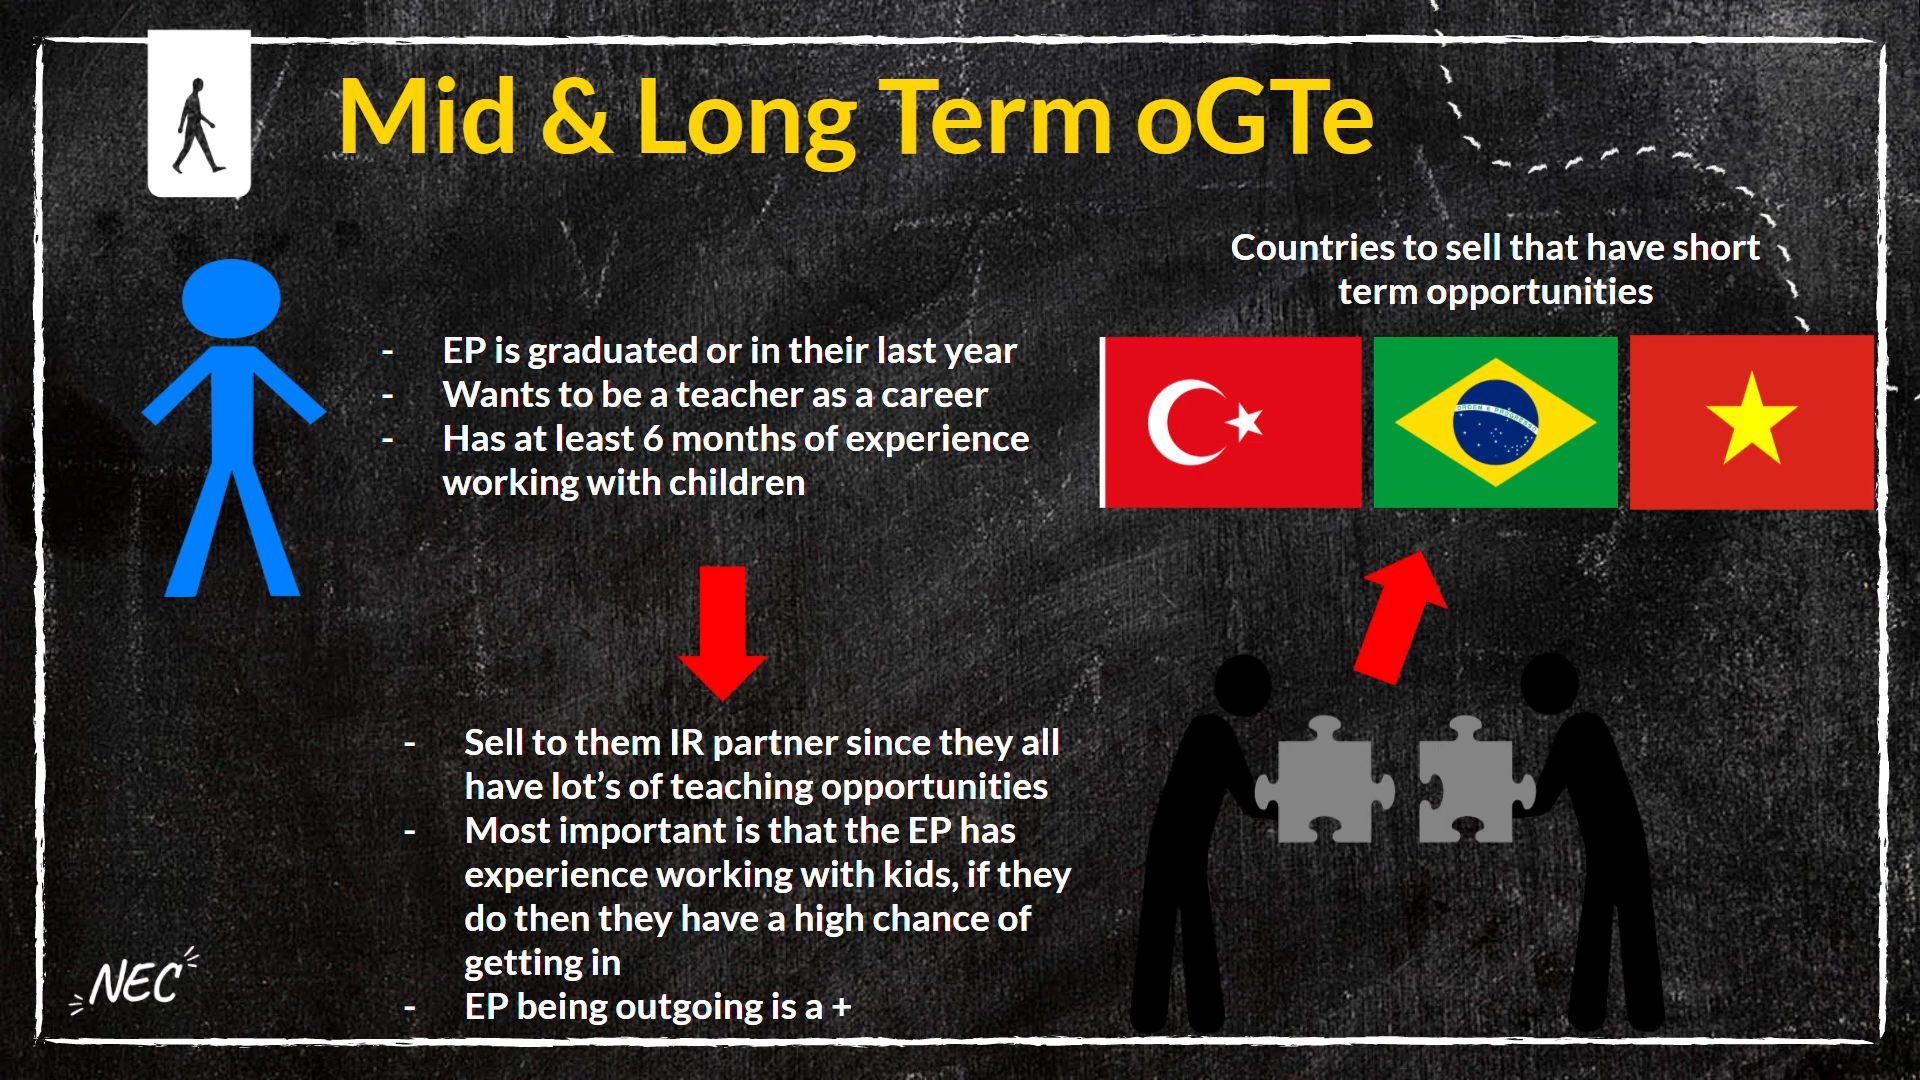 Mid & Long Term oGTe
Countries to sell that have short
term opportunities
- EP is graduated or in their last year
- Wants to be a teacher as a career
- Has at least 6 months of experience
working with children
ORDEM E PROGRESSO
- Sell to them IR partner since they all
have lot’s of teaching opportunities
- Most important is that the EP has
experience working with kids, if they
do then they have a high chance of
getting in
- EP being outgoing is a +
NEC